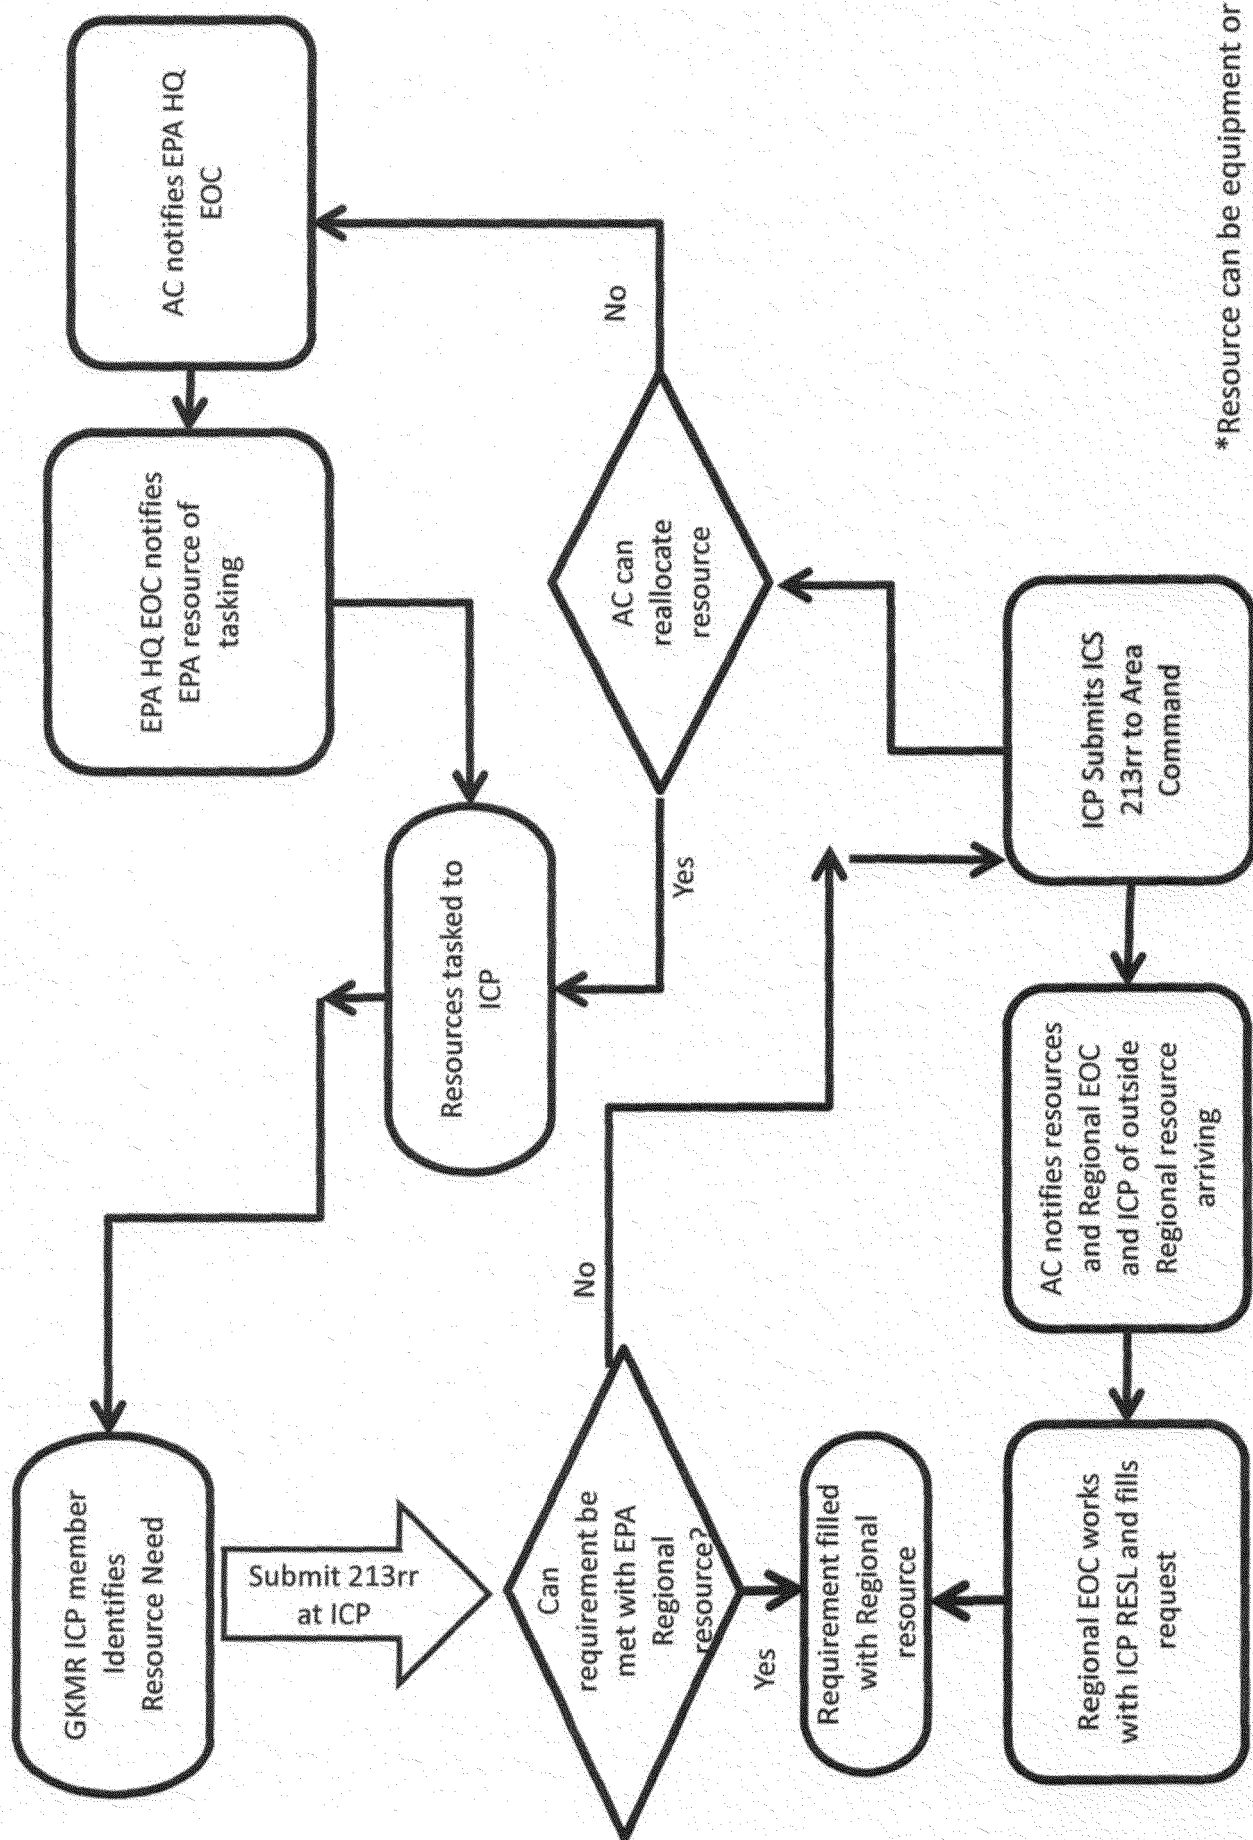 GKMR ICP member
Identifies
Resource Need
Submit 213rr
at ICP
Can
requirement be
met with EPA
Regional
resource?
Yes
No
Requirement filled
with Regional
resource
Regional EOC works
with ICP RESL and fills
request
AC notifies resources
and Regional EOC
and ICP of outside
Regional resource
arriving
ICP Submits ICS
213rr to Area
Command
Resources tasked to
ICP
Yes
AC can
reallocate
resource
No
EPA HQ EOC notifies
EPA resource of
tasking
AC notifies EPA HQ
EOC
*Resource can be equipment or